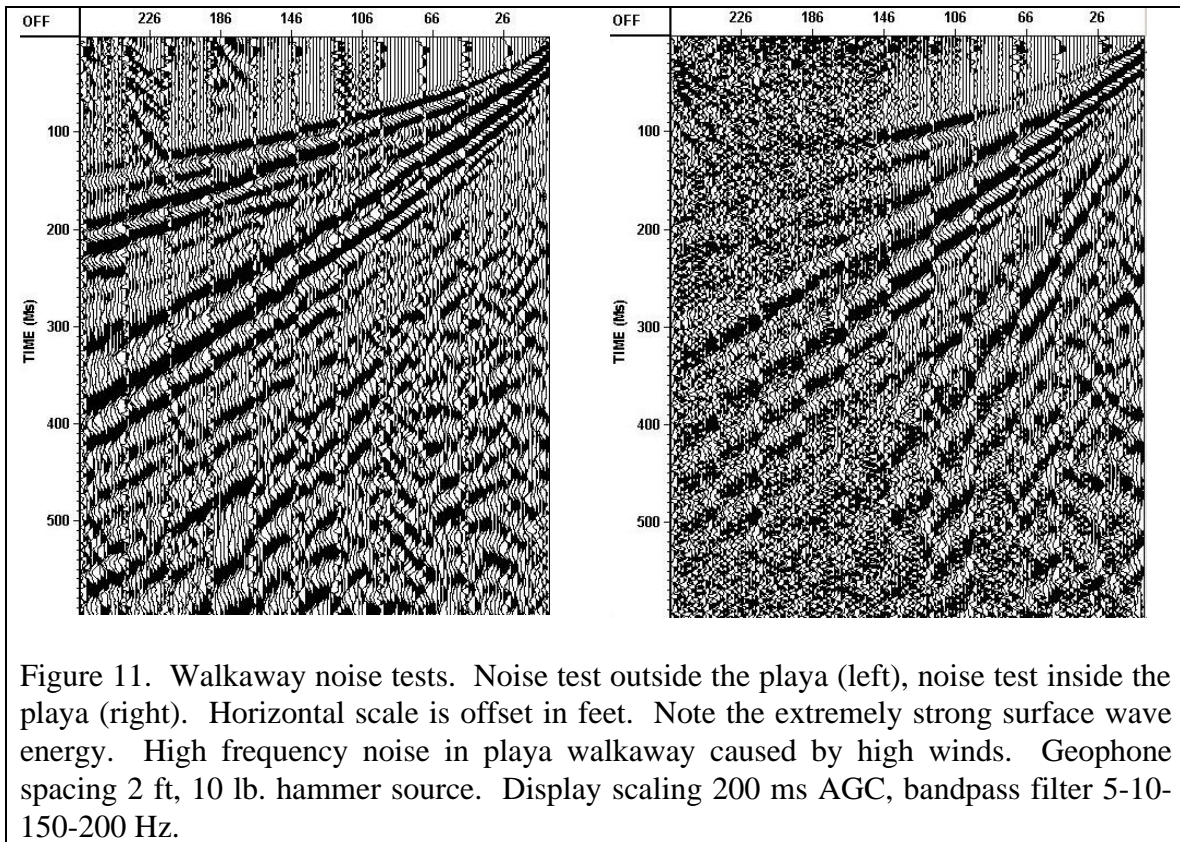 OFF 226 186 146 106 66 26
100
200
TIME (Ms)
300
400
500
OFF 226 186 146 106 66 26
100
200
TIME (Ms)
300
400
500
Figure 11.  Walkaway noise tests.  Noise test outside the playa (left), noise test inside the
playa (right).  Horizontal scale is offset in feet.  Note the extremely strong surface wave
energy.  High frequency noise in playa walkaway caused by high winds.  Geophone
spacing 2 ft, 10 lb. hammer source.  Display scaling 200 ms AGC, bandpass filter 5-10-
150-200 Hz.